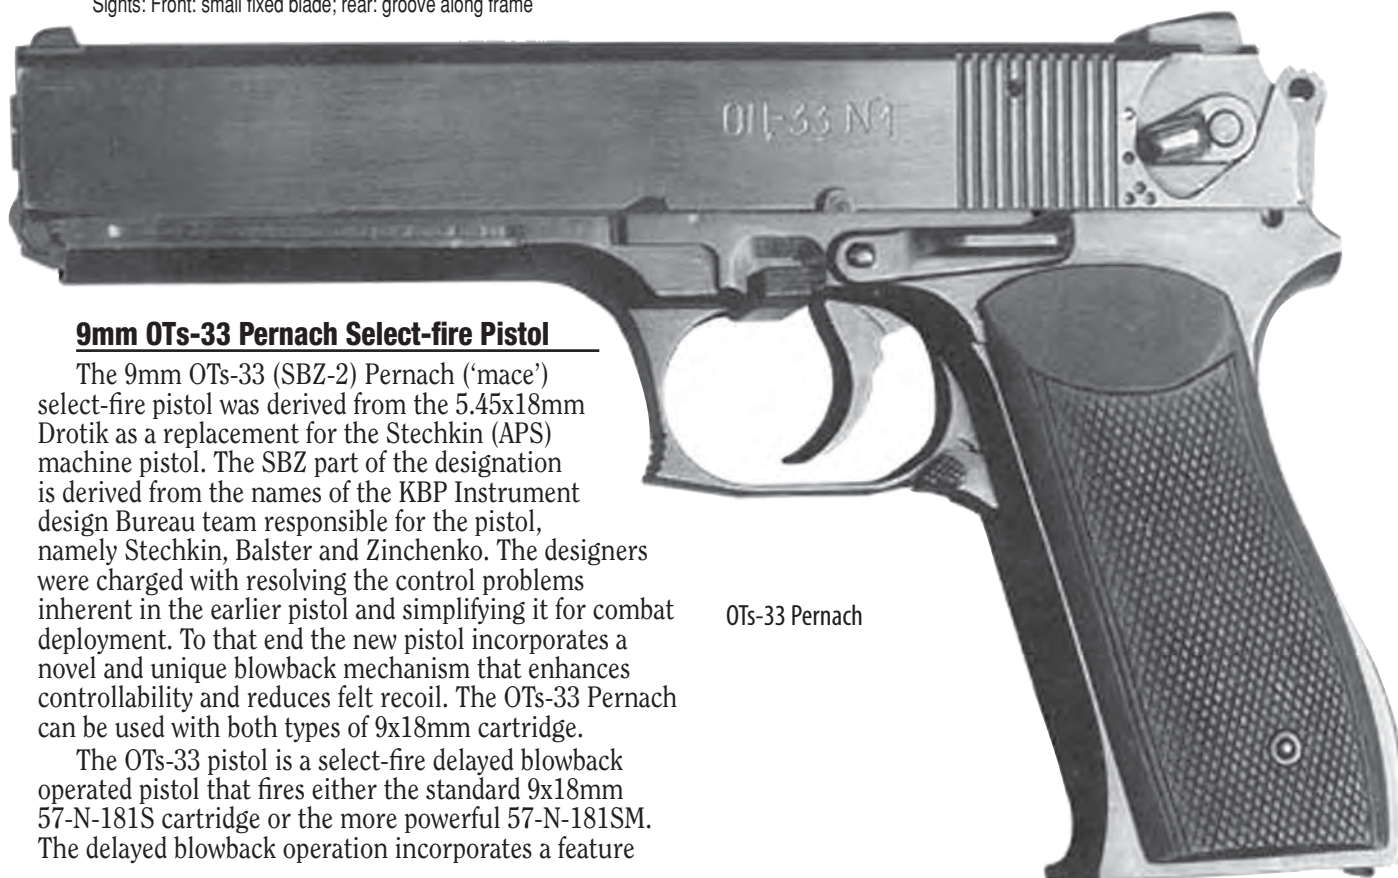 Sights: Front: small fixed blade; rear: groove along frame
ОЦ-33 №1
9mm OTs-33 Pernach Select-fire Pistol
The 9mm OTs-33 (SBZ-2) Pernach (‘mace’)
select-fire pistol was derived from the 5.45x18mm
Drotik as a replacement for the Stechkin (APS)
machine pistol. The SBZ part of the designation
is derived from the names of the KBP Instrument
design Bureau team responsible for the pistol,
namely Stechkin, Balster and Zinchenko. The designers
were charged with resolving the control problems
inherent in the earlier pistol and simplifying it for combat
deployment. To that end the new pistol incorporates a
novel and unique blowback mechanism that enhances
controllability and reduces felt recoil. The OTs-33 Pernach
can be used with both types of 9x18mm cartridge.
The OTs-33 pistol is a select-fire delayed blowback
operated pistol that fires either the standard 9x18mm
57-N-181S cartridge or the more powerful 57-N-181SM.
The delayed blowback operation incorporates a feature
OTs-33 Pernach